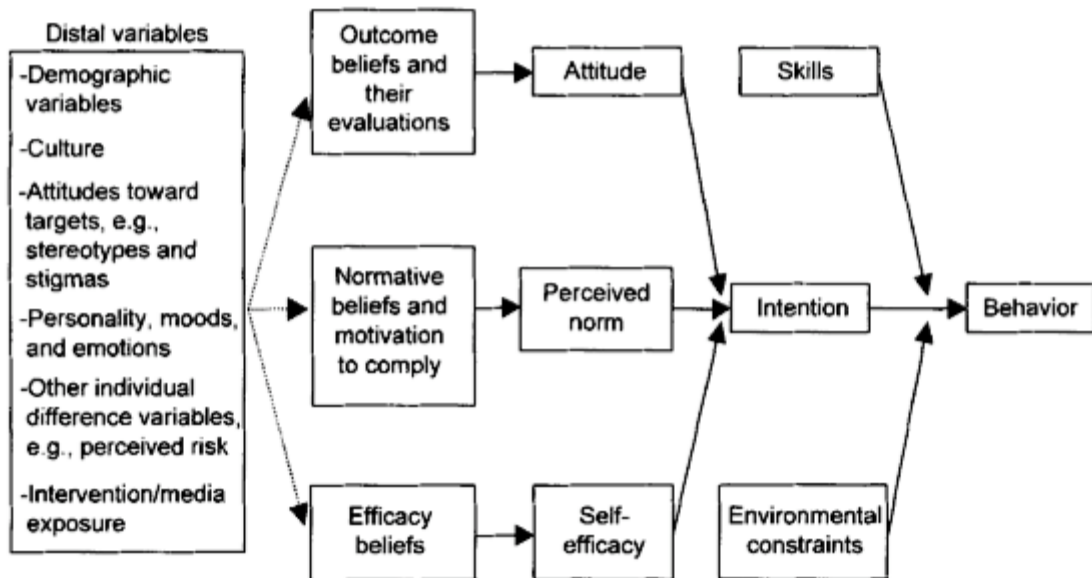 Distal variables
-Demographic
variables
-Culture
-Attitudes toward
targets, e.g.,
stereotypes and
stigmas
-Personality, moods,
and emotions
-Other individual
difference variables,
e.g., perceived risk
-Intervention/media
exposure
Outcome
beliefs and
their
evaluations
Attitude
Skills
Normative
beliefs and
motivation
to comply
Perceived
norm
Intention
Behavior
Efficacy
beliefs
Self-
efficacy
Environmental
constraints